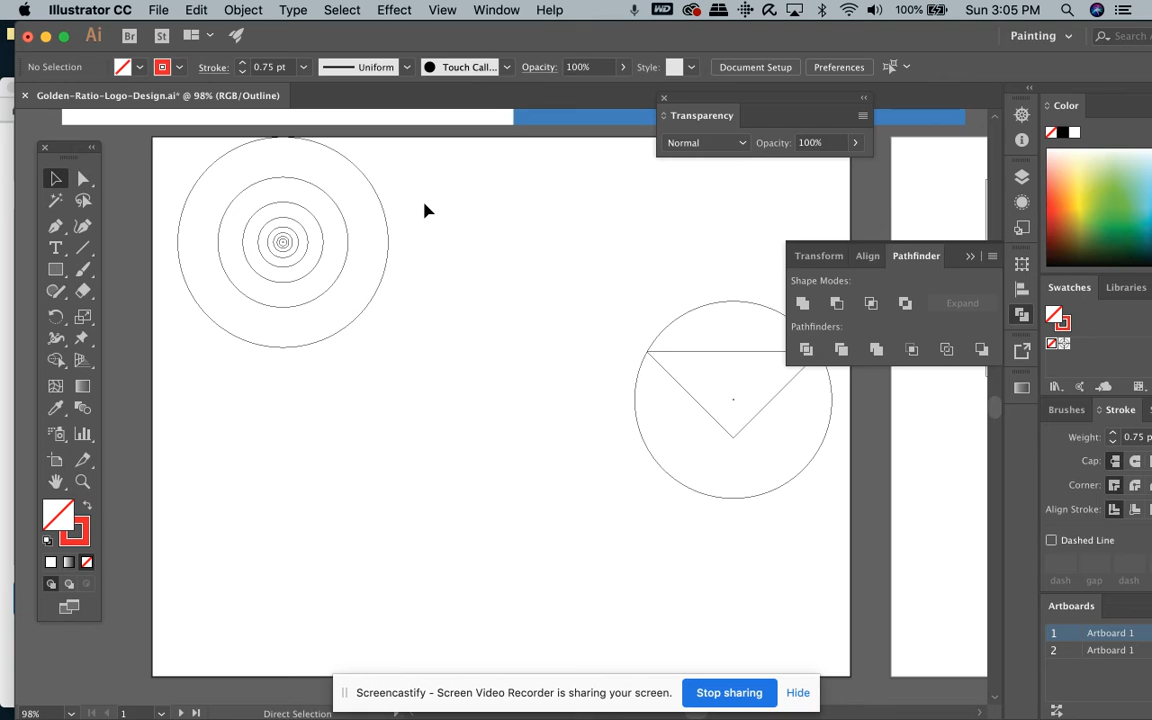 Illustrator CC File Edit Object Type Select Effect View Window Help 100% Sun 3:05 PM
Ai Br St Painting Search
No Selection Stroke: 0.75 pt Uniform Touch Call... Opacity: 100% Style: Document Setup Preferences
Golden-Ratio-Logo-Design.ai* @ 98% (RGB/Outline)
Transparency
Normal Opacity: 100%
Color
Transform Align Pathfinder
Shape Modes:
Expand
Pathfinders:
Swatches Libraries
Brushes Stroke
Weight: 0.75 p
Cap:
Corner:
Align Stroke:
Dashed Line
dash gap dash
Artboards
1 Artboard 1
2 Artboard 1
Screencastify - Screen Video Recorder is sharing your screen. Stop sharing Hide
98% 1 Direct Selection